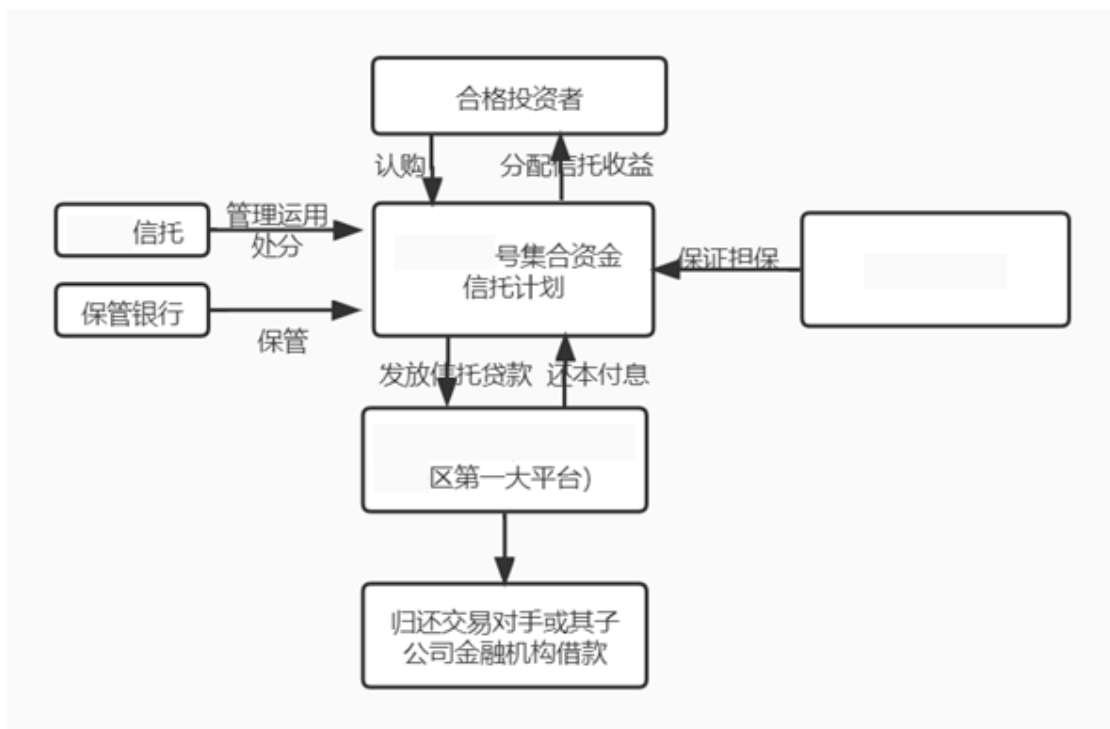 合格投资者
认购
分配信托收益
信托
管理运用
处分
号集合资金
信托计划
保证担保
保管银行
保管
发放信托贷款
还本付息
区第一大平台)
归还交易对手或其子
公司金融机构借款